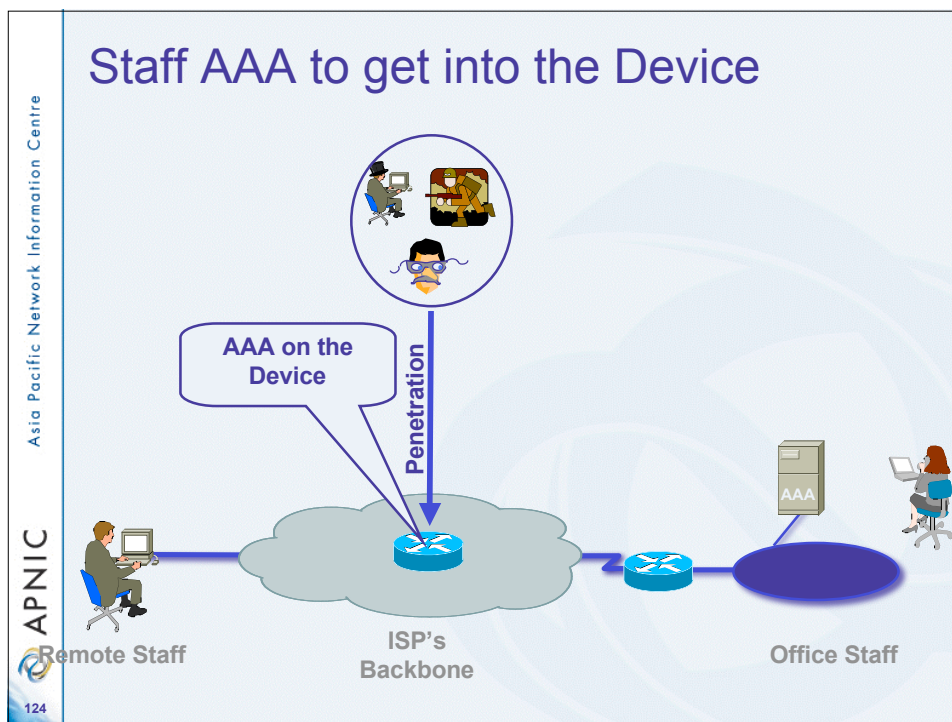 Staff AAA to get into the Device
Asia Pacific Network Information Centre
APNIC
AAA on the
Device
Penetration
AAA
Remote Staff
ISP's
Backbone
Office Staff
124